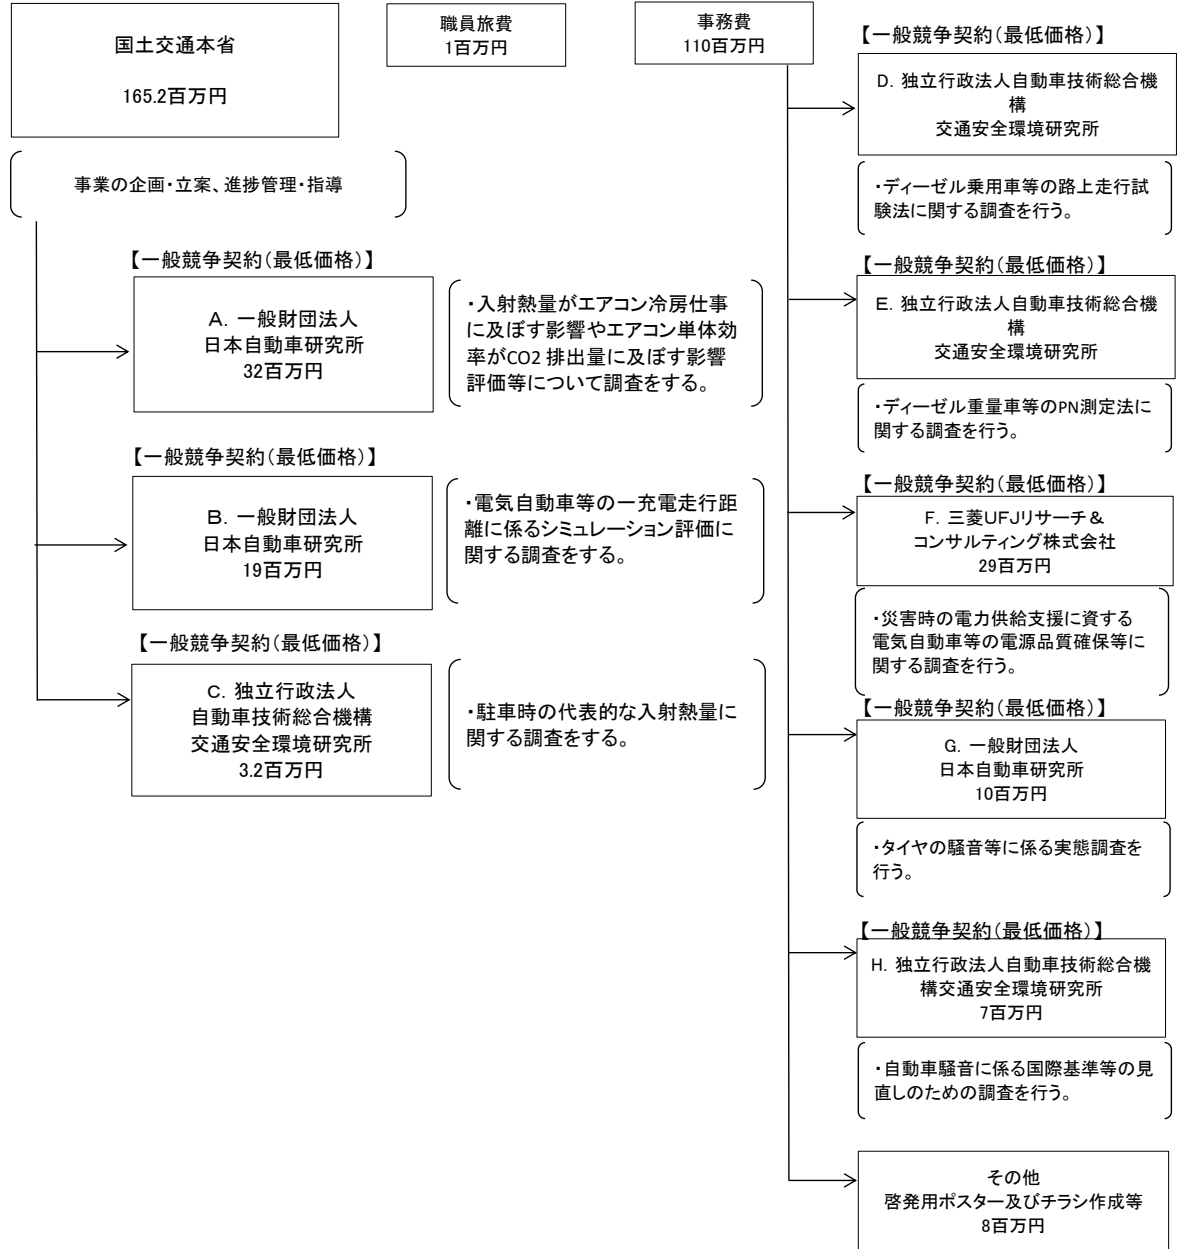 国土交通本省
165.2百万円
職員旅費
1百万円
事務費
110百万円
事業の企画・立案、進捗管理・指導
【一般競争契約(最低価格)】
A. 一般財団法人
日本自動車研究所
32百万円
・入射熱量がエアコン冷房仕事
に及ぼす影響やエアコン単体効
率がCO2 排出量に及ぼす影響
評価等について調査をする。
【一般競争契約(最低価格)】
B. 一般財団法人
日本自動車研究所
19百万円
・電気自動車等の一充電走行距
離に係るシミュレーション評価に
関する調査をする。
【一般競争契約(最低価格)】
C. 独立行政法人
自動車技術総合機構
交通安全環境研究所
3.2百万円
・駐車時の代表的な入射熱量に
関する調査をする。
【一般競争契約(最低価格)】
D. 独立行政法人自動車技術総合機
構
交通安全環境研究所
・ディーゼル乗用車等の路上走行試
験法に関する調査を行う。
【一般競争契約(最低価格)】
E. 独立行政法人自動車技術総合機
構
交通安全環境研究所
・ディーゼル重量車等のPN測定法に
関する調査を行う。
【一般競争契約(最低価格)】
F. 三菱UFJリサーチ&
コンサルティング株式会社
29百万円
・災害時の電力供給支援に資する
電気自動車等の電源品質確保等に
関する調査を行う。
【一般競争契約(最低価格)】
G. 一般財団法人
日本自動車研究所
10百万円
・タイヤの騒音等に係る実態調査を
行う。
【一般競争契約(最低価格)】
H. 独立行政法人自動車技術総合機
構交通安全環境研究所
7百万円
・自動車騒音に係る国際基準等の見
直しのための調査を行う。
その他
啓発用ポスター及びチラシ作成等
8百万円